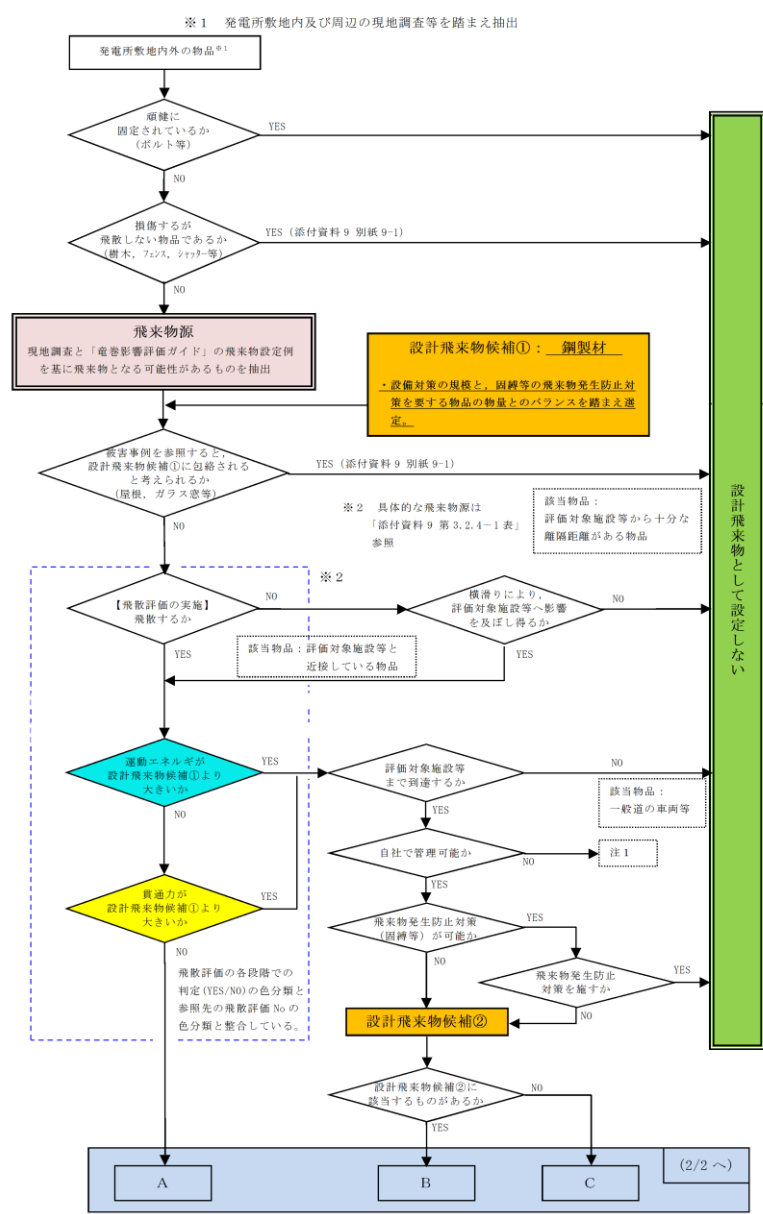 ※１　発電所敷地内及び周辺の現地調査等を踏まえ抽出
発電所敷地内外の物品※1
頑健に
固定されているか
(ボルト等)
YES
NO
損傷するが
飛散しない物品であるか
(樹木，フェンス，シャッター等)
YES（添付資料 9 別紙 9-1）
NO
飛来物源
現地調査と「竜巻影響評価ガイド」の飛来物設定例
を基に飛来物となる可能性があるものを抽出
設計飛来物候補①：　鋼製材
・設備対策の規模と，固縛等の飛来物発生防止対
策を要する物品の物量とのバランスを踏まえ選
定。
被害事例を参照すると，
設計飛来物候補①に包絡される
と考えられるか
(屋根，ガラス窓等)
YES（添付資料 9 別紙 9-1）
NO
※２　具体的な飛来物源は
「添付資料 9 第 3.2.4－1 表」
参照
該当物品：
評価対象施設等から十分な
離隔距離がある物品
設計飛来物として設定しない
※２
【飛散評価の実施】
飛散するか
NO
YES
横滑りにより，
評価対象施設等へ影響
を及ぼし得るか
NO
YES
該当物品：評価対象施設等と
近接している物品
運動エネルギが
設計飛来物候補①より
大きいか
YES
NO
評価対象施設等
まで到達するか
NO
YES
該当物品：
一般道の車両等
自社で管理可能か
NO
注１
YES
貫通力が
設計飛来物候補①より
大きいか
YES
NO
飛来物発生防止対策
（固縛等）が可能か
YES
NO
飛来物発生防止
対策を施すか
YES
NO
飛散評価の各段階での
判定(YES/NO)の色分類と
参照先の飛散評価 No の
色分類と整合している。
設計飛来物候補②
設計飛来物候補②に
該当するものがあるか
NO
YES
(2/2 へ)
A
B
C